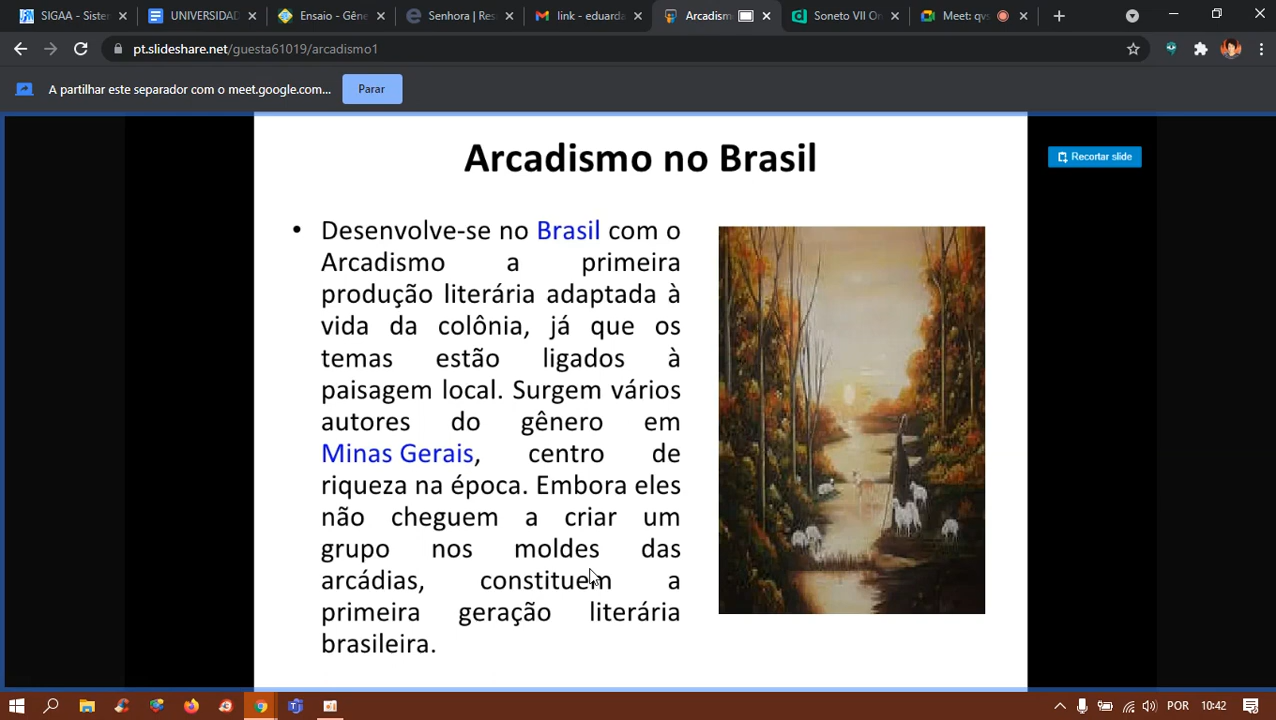 SIGAA - Sister
UNIVERSIDAD
Ensaio - Gêne
Senhora | Res
link - eduarda
Arcadism
Soneto VII On
Meet: qvs
pt.slideshare.net/guesta61019/arcadismo1
A partilhar este separador com o meet.google.com...
Parar
Arcadismo no Brasil
Recortar slide
• Desenvolve-se no Brasil com o
Arcadismo a primeira
produção literária adaptada à
vida da colônia, já que os
temas estão ligados à
paisagem local. Surgem vários
autores do gênero em
Minas Gerais, centro de
riqueza na época. Embora eles
não cheguem a criar um
grupo nos moldes das
arcádias, constituem a
primeira geração literária
brasileira.
POR
10:42